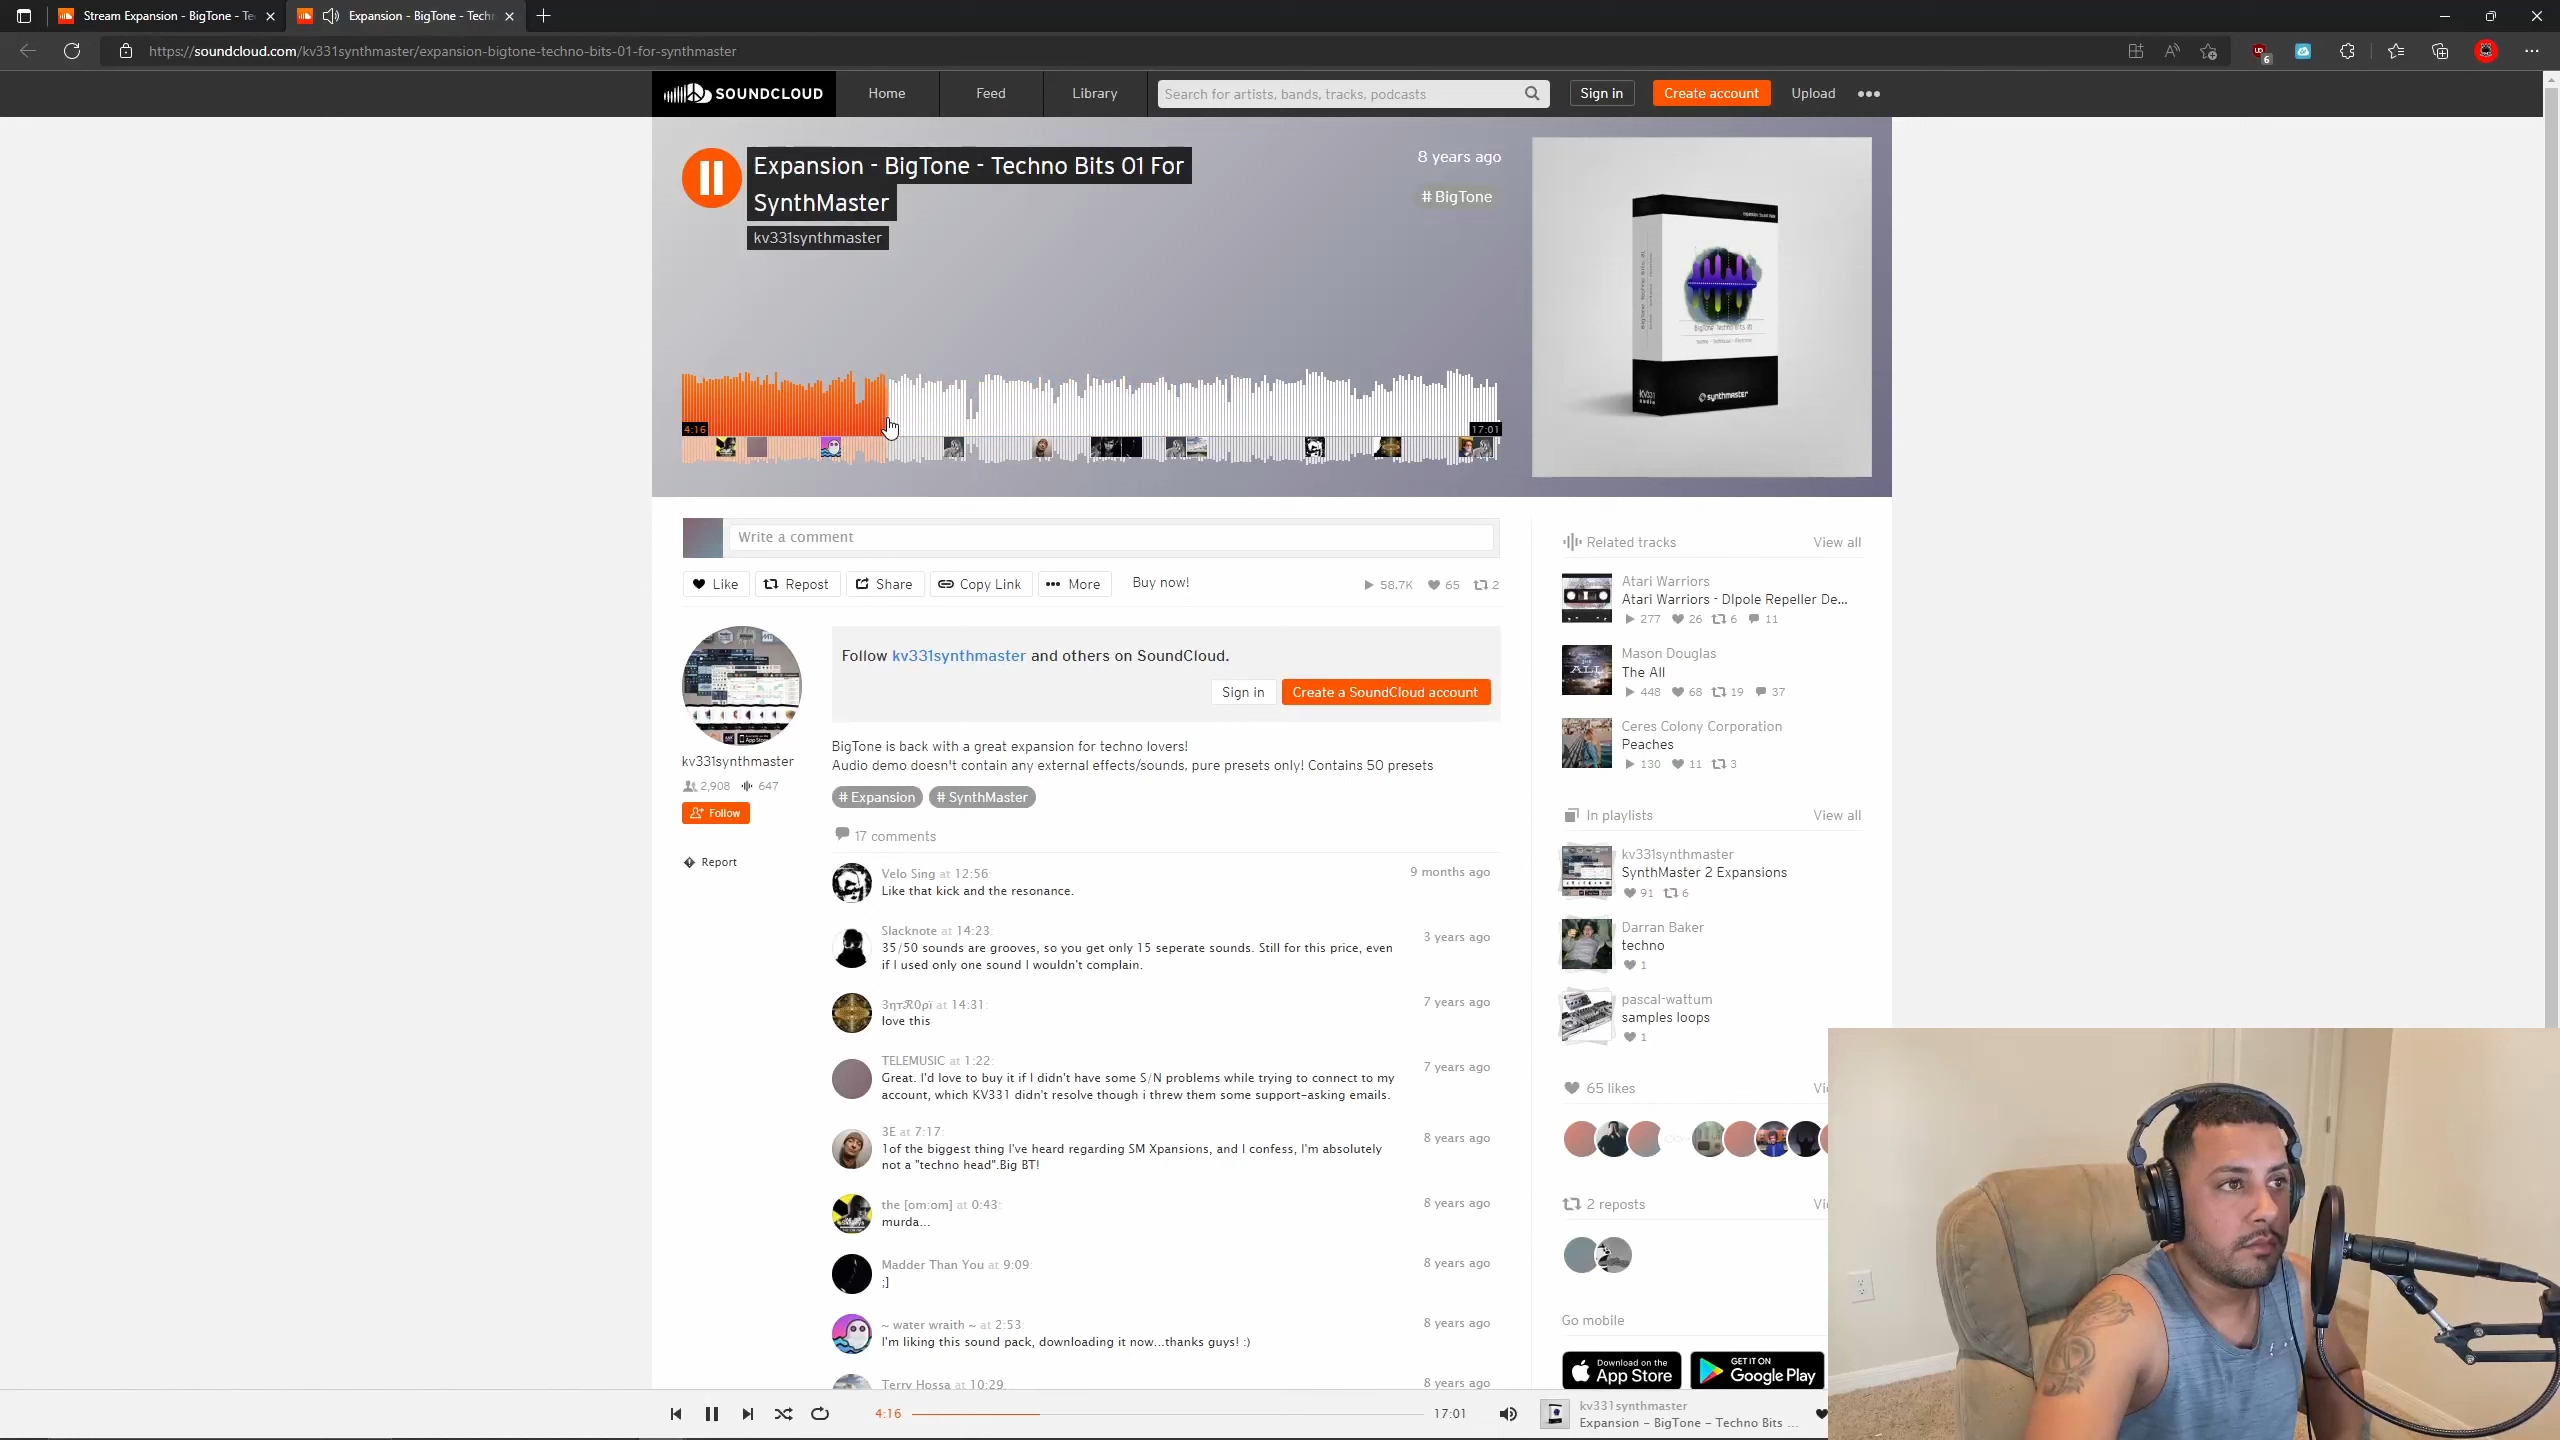 Stream Expansion - BigTone - Te
Expansion - BigTone - Tech
https://soundcloud.com/kv331synthmaster/expansion-bigtone-techno-bits-01-for-synthmaster
6
SOUNDCLOUD
Home
Feed
Library
Search for artists, bands, tracks, podcasts
Sign in
Create account
Upload
Expansion - BigTone - Techno Bits 01 For
SynthMaster
kv331synthmaster
8 years ago
# BigTone
BigTone Techno Bits 01
KV331
audio
synthmaster
4:16
17:01
Write a comment
Like
Repost
Share
Copy Link
More
Buy now!
58.7K
65
2
kv331synthmaster
2,908
647
Follow
Report
Follow kv331synthmaster and others on SoundCloud.
Sign in
Create a SoundCloud account
BigTone is back with a great expansion for techno lovers!
Audio demo doesn't contain any external effects/sounds, pure presets only! Contains 50 presets
# Expansion
# SynthMaster
17 comments
Velo Sing at 12:56:
9 months ago
Like that kick and the resonance.
Slacknote at 14:23:
3 years ago
35/50 sounds are grooves, so you get only 15 seperate sounds. Still for this price, even
if I used only one sound I wouldn't complain.
at 14:31:
7 years ago
love this
TELEMUSIC at 1:22:
7 years ago
Great. I'd love to buy it if I didn't have some S/N problems while trying to connect to my
account, which KV331 didn't resolve though i threw them some support-asking emails.
3E at 7:17:
8 years ago
1of the biggest thing I've heard regarding SM Xpansions, and I confess, I'm absolutely
not a "techno head".Big BT!
the [om:om] at 0:43:
8 years ago
murda...
Madder Than You at 9:09:
8 years ago
;]
~ water wraith ~ at 2:53:
8 years ago
I'm liking this sound pack, downloading it now...thanks guys! :)
Terry Hossa at 10:29:
8 years ago
Related tracks
View all
Atari Warriors
Atari Warriors - DIpole Repeller De...
277
26
6
11
Mason Douglas
The All
448
68
19
37
Ceres Colony Corporation
Peaches
130
11
3
In playlists
View all
kv331synthmaster
SynthMaster 2 Expansions
91
6
Darran Baker
techno
1
pascal-wattum
samples loops
1
65 likes
2 reposts
Go mobile
Download on the
App Store
GET IT ON
Google Play
4:16
17:01
kv331synthmaster
Expansion - BigTone - Techno Bits ...